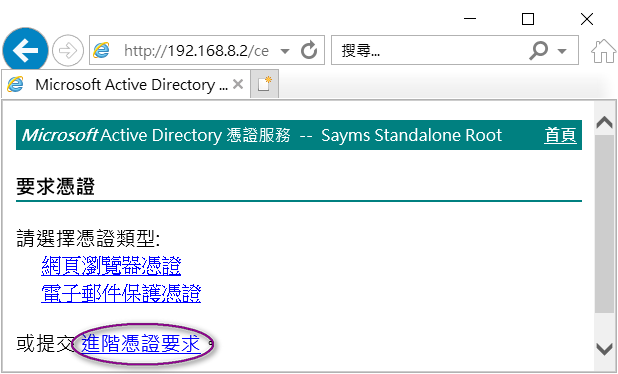 http://192.168.8.2/ce
搜尋...
Microsoft Active Directory ...
Microsoft Active Directory 憑證服務 -- Sayms Standalone Root 首頁
要求憑證
請選擇憑證類型:
網頁瀏覽器憑證
電子郵件保護憑證
或提交 進階憑證要求。